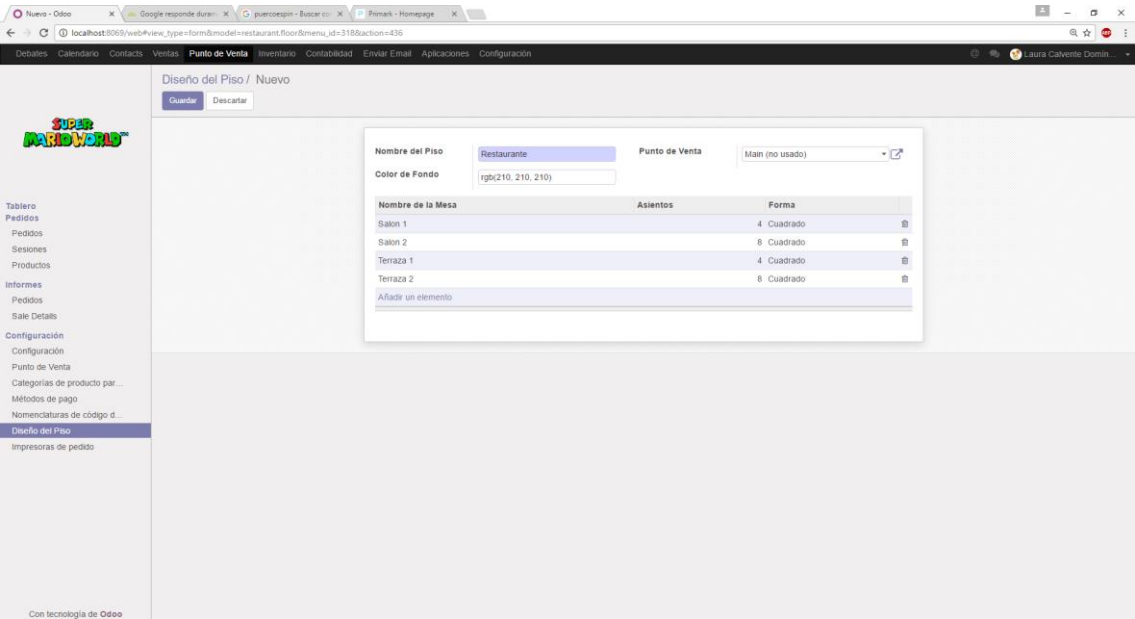 Nuevo - Odoo
Google responde duram
puercoespin - Buscar co
Primark - Homepage
localhost:8069/web#view_type=form&model=restaurant.floor&menu_id=318&action=436
ABP
Debates Calendario Contacts Ventas Punto de Venta Inventario Contabilidad Enviar Email Aplicaciones Configuración
Laura Calvente Domin...
Diseño del Piso / Nuevo
Guardar Descartar
SUPER
MARIO WORLD™
Nombre del Piso Restaurante Punto de Venta Main (no usado)
Color de Fondo rgb(210, 210, 210)
Nombre de la Mesa Asientos Forma
Salon 1 4 Cuadrado
Salon 2 8 Cuadrado
Terraza 1 4 Cuadrado
Terraza 2 8 Cuadrado
Añadir un elemento
Tablero
Pedidos
Pedidos
Sesiones
Productos
Informes
Pedidos
Sale Details
Configuración
Configuración
Punto de Venta
Categorías de producto par...
Métodos de pago
Nomenclaturas de código d...
Diseño del Piso
Impresoras de pedido
Con tecnología de Odoo